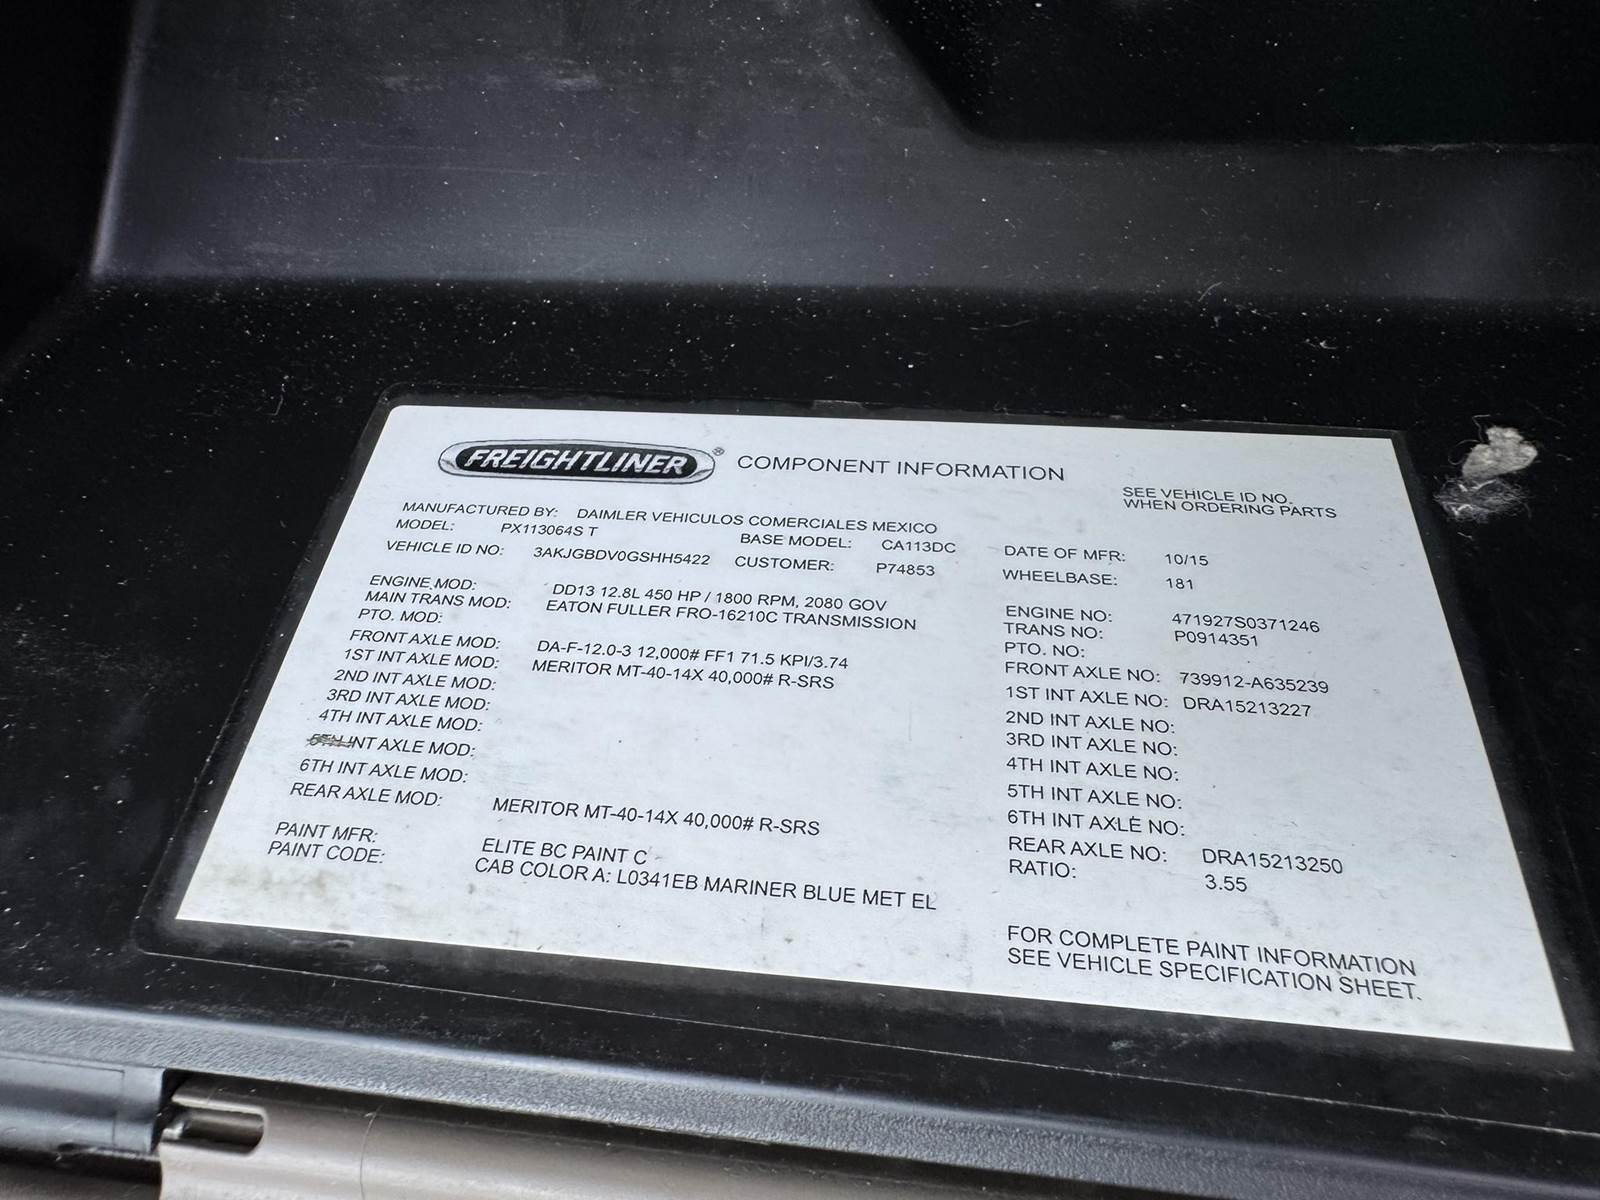 FREIGHTLINER® COMPONENT INFORMATION
SEE VEHICLE ID NO.
WHEN ORDERING PARTS
MANUFACTURED BY: DAIMLER VEHICULOS COMERCIALES MEXICO
MODEL: PX113064S T BASE MODEL: CA113DC DATE OF MFR: 10/15
VEHICLE ID NO: 3AKJGBDV0GSHH5422 CUSTOMER: P74853 WHEELBASE: 181
ENGINE MOD: DD13 12.8L 450 HP / 1800 RPM, 2080 GOV ENGINE NO: 471927S0371246
MAIN TRANS MOD: EATON FULLER FRO-16210C TRANSMISSION TRANS NO: P0914351
PTO. MOD: PTO. NO:
FRONT AXLE MOD: DA-F-12.0-3 12,000# FF1 71.5 KPI/3.74 FRONT AXLE NO: 739912-A635239
1ST INT AXLE MOD: MERITOR MT-40-14X 40,000# R-SRS 1ST INT AXLE NO: DRA15213227
2ND INT AXLE MOD: 2ND INT AXLE NO:
3RD INT AXLE MOD: 3RD INT AXLE NO:
4TH INT AXLE MOD: 4TH INT AXLE NO:
5TH INT AXLE MOD: 5TH INT AXLE NO:
6TH INT AXLE MOD: 6TH INT AXLE NO:
REAR AXLE MOD: MERITOR MT-40-14X 40,000# R-SRS REAR AXLE NO: DRA15213250
RATIO: 3.55
PAINT MFR: ELITE BC PAINT C
PAINT CODE: CAB COLOR A: L0341EB MARINER BLUE MET EL
FOR COMPLETE PAINT INFORMATION
SEE VEHICLE SPECIFICATION SHEET.